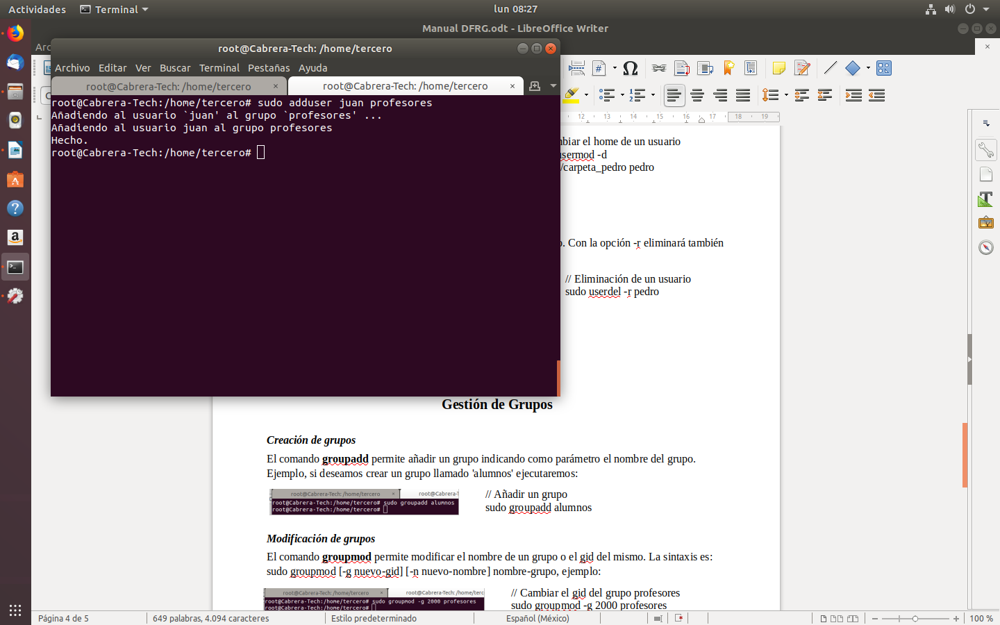 Actividades
Terminal
lun 08:27
Manual DFRG.odt - LibreOffice Writer
root@Cabrera-Tech: /home/tercero
Archivo Editar Ver Buscar Terminal Pestañas Ayuda
root@Cabrera-Tech: /home/tercero
root@Cabrera-Tech: /home/tercero
root@Cabrera-Tech:/home/tercero# sudo adduser juan profesores
Añadiendo al usuario `juan' al grupo `profesores' ...
Añadiendo al usuario juan al grupo profesores
Hecho.
root@Cabrera-Tech:/home/tercero#
12 13 14 15 16 17 18 19
el home de un usuario
usermod -d
/carpeta_pedro pedro
. Con la opción -r eliminará también
// Eliminación de un usuario
sudo userdel -r pedro
Gestión de Grupos
Creación de grupos
El comando groupadd permite añadir un grupo indicando como parámetro el nombre del grupo.
Ejemplo, si deseamos crear un grupo llamado 'alumnos' ejecutaremos:
root@Cabrera-Tech: /home/tercero
root@Cabrera-T
root@Cabrera-Tech:/home/tercero# sudo groupadd alumnos
root@Cabrera-Tech:/home/tercero#
// Añadir un grupo
sudo groupadd alumnos
Modificación de grupos
El comando groupmod permite modificar el nombre de un grupo o el gid del mismo. La sintaxis es:
sudo groupmod [-g nuevo-gid] [-n nuevo-nombre] nombre-grupo, ejemplo:
root@Cabrera-Tech: /home/tercero
root@Cabrera-Tech: /home/terc
root@Cabrera-Tech:/home/tercero# sudo groupmod -g 2000 profesores
root@Cabrera-Tech:/home/tercero#
// Cambiar el gid del grupo profesores
sudo groupmod -g 2000 profesores
Página 4 de 5
649 palabras, 4.094 caracteres
Estilo predeterminado
Español (México)
100 %